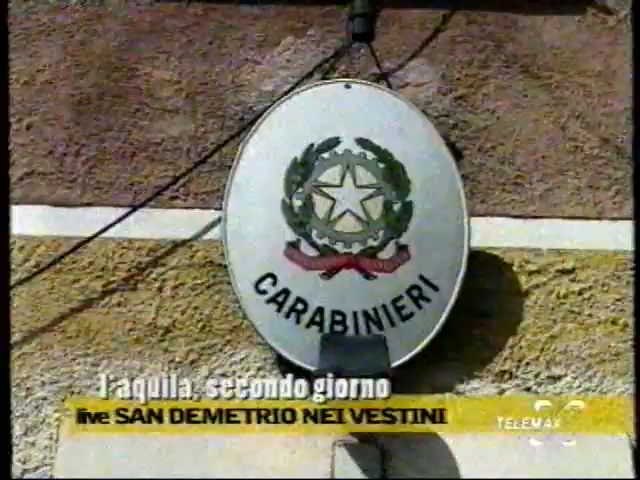 CARABINIERI
l'aquila, secondo giorno
live SAN DEMETRIO NEI VESTINI
TELEMAX